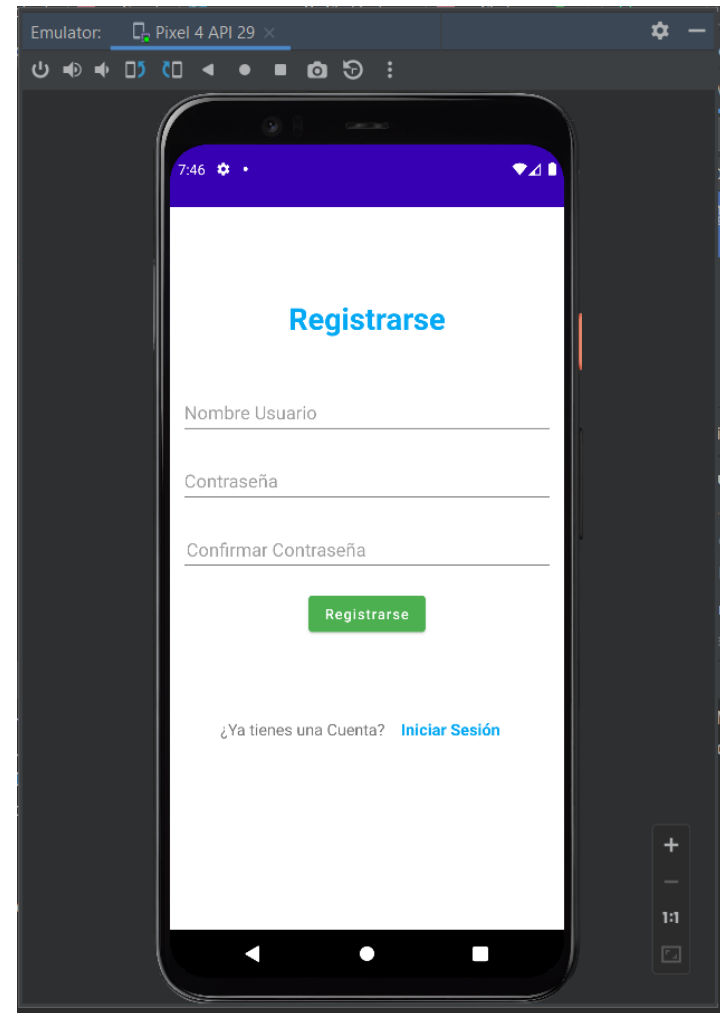 Emulator: Pixel 4 API 29
7:46
Registrarse
Nombre Usuario
Contraseña
Confirmar Contraseña
Registrarse
¿Ya tienes una Cuenta? Iniciar Sesión
1:1